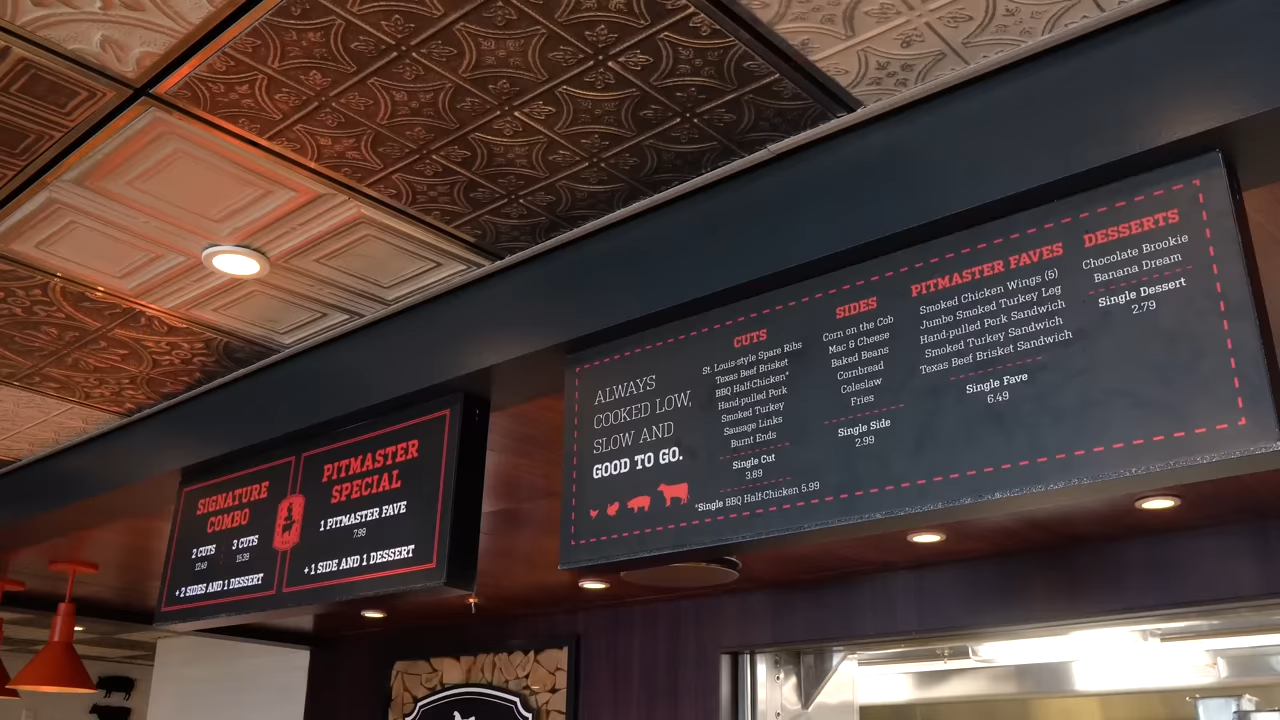 SIGNATURE
COMBO
2 CUTS 3 CUTS
12.49 15.29
+ 2 SIDES AND 1 DESSERT
PITMASTER
SPECIAL
1 PITMASTER FAVE
7.99
+ 1 SIDE AND 1 DESSERT
ALWAYS
COOKED LOW,
SLOW AND
GOOD TO GO.
CUTS
St. Louis-style Spare Ribs
Texas Beef Brisket
BBQ Half-Chicken*
Hand-pulled Pork
Smoked Turkey
Sausage Links
Burnt Ends
Single Cut
3.89
*Single BBQ Half-Chicken 5.99
SIDES
Corn on the Cob
Mac & Cheese
Baked Beans
Cornbread
Coleslaw
Fries
Single Side
2.99
PITMASTER FAVES
Smoked Chicken Wings (5)
Jumbo Smoked Turkey Leg
Hand-pulled Pork Sandwich
Smoked Turkey Sandwich
Texas Beef Brisket Sandwich
Single Fave
6.49
DESSERTS
Chocolate Brookie
Banana Dream
Single Dessert
2.79